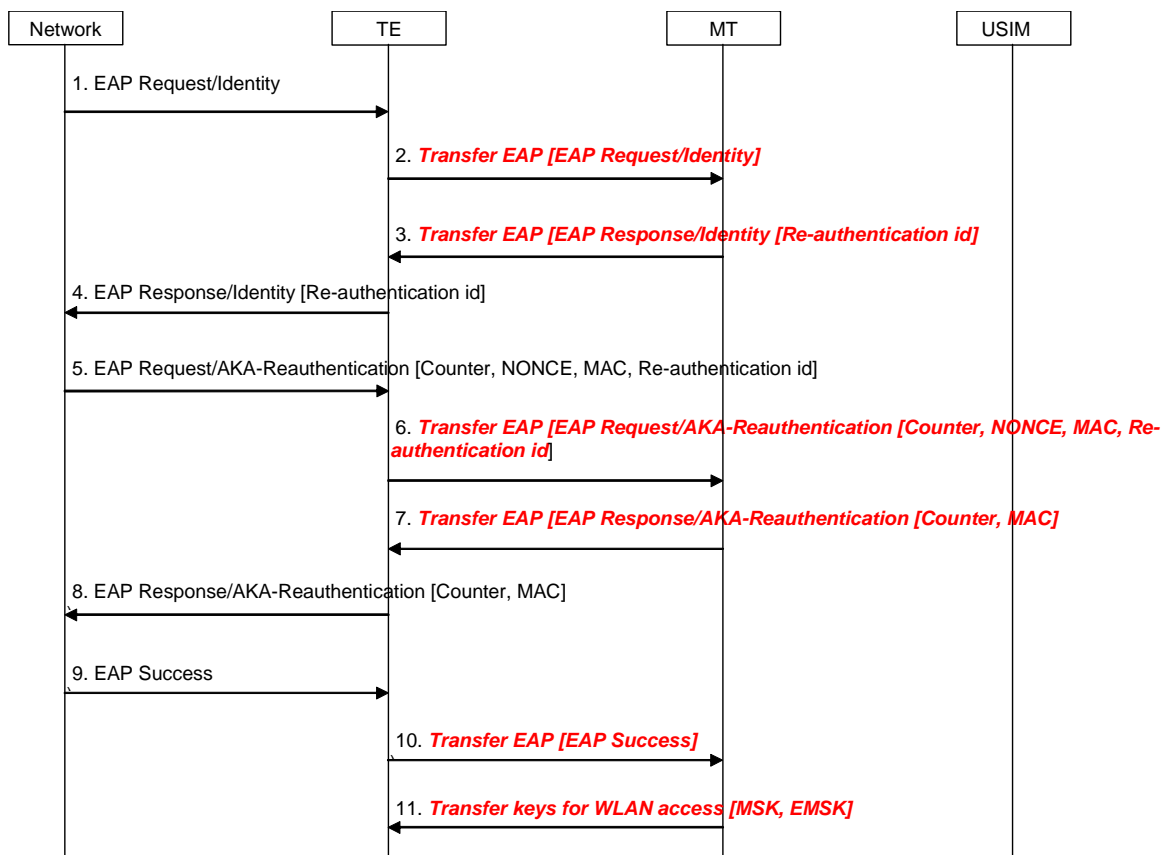 Network TE MT USIM
1. EAP Request/Identity
2. Transfer EAP [EAP Request/Identity]
3. Transfer EAP [EAP Response/Identity [Re-authentication id]
4. EAP Response/Identity [Re-authentication id]
5. EAP Request/AKA-Reauthentication [Counter, NONCE, MAC, Re-authentication id]
6. Transfer EAP [EAP Request/AKA-Reauthentication [Counter, NONCE, MAC, Re-
authentication id]
7. Transfer EAP [EAP Response/AKA-Reauthentication [Counter, MAC]
8. EAP Response/AKA-Reauthentication [Counter, MAC]
9. EAP Success
10. Transfer EAP [EAP Success]
11. Transfer keys for WLAN access [MSK, EMSK]